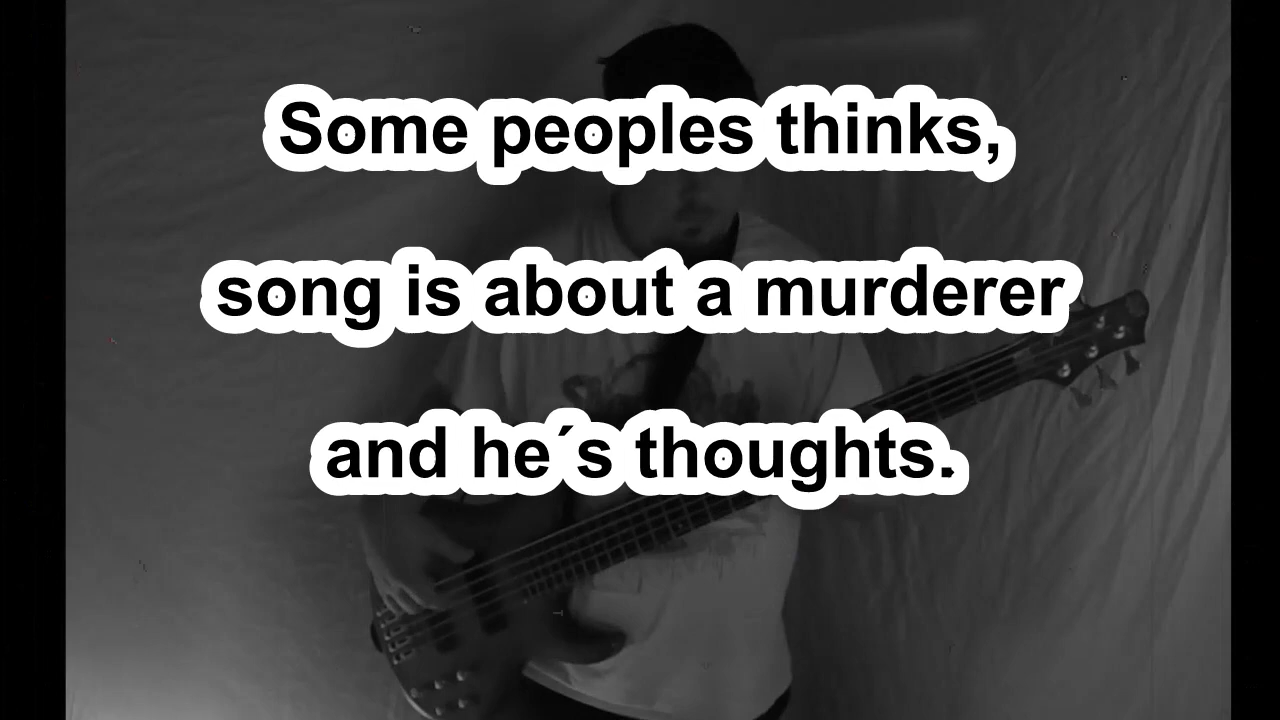 Some peoples thinks,
song is about a murderer
and he´s thoughts.